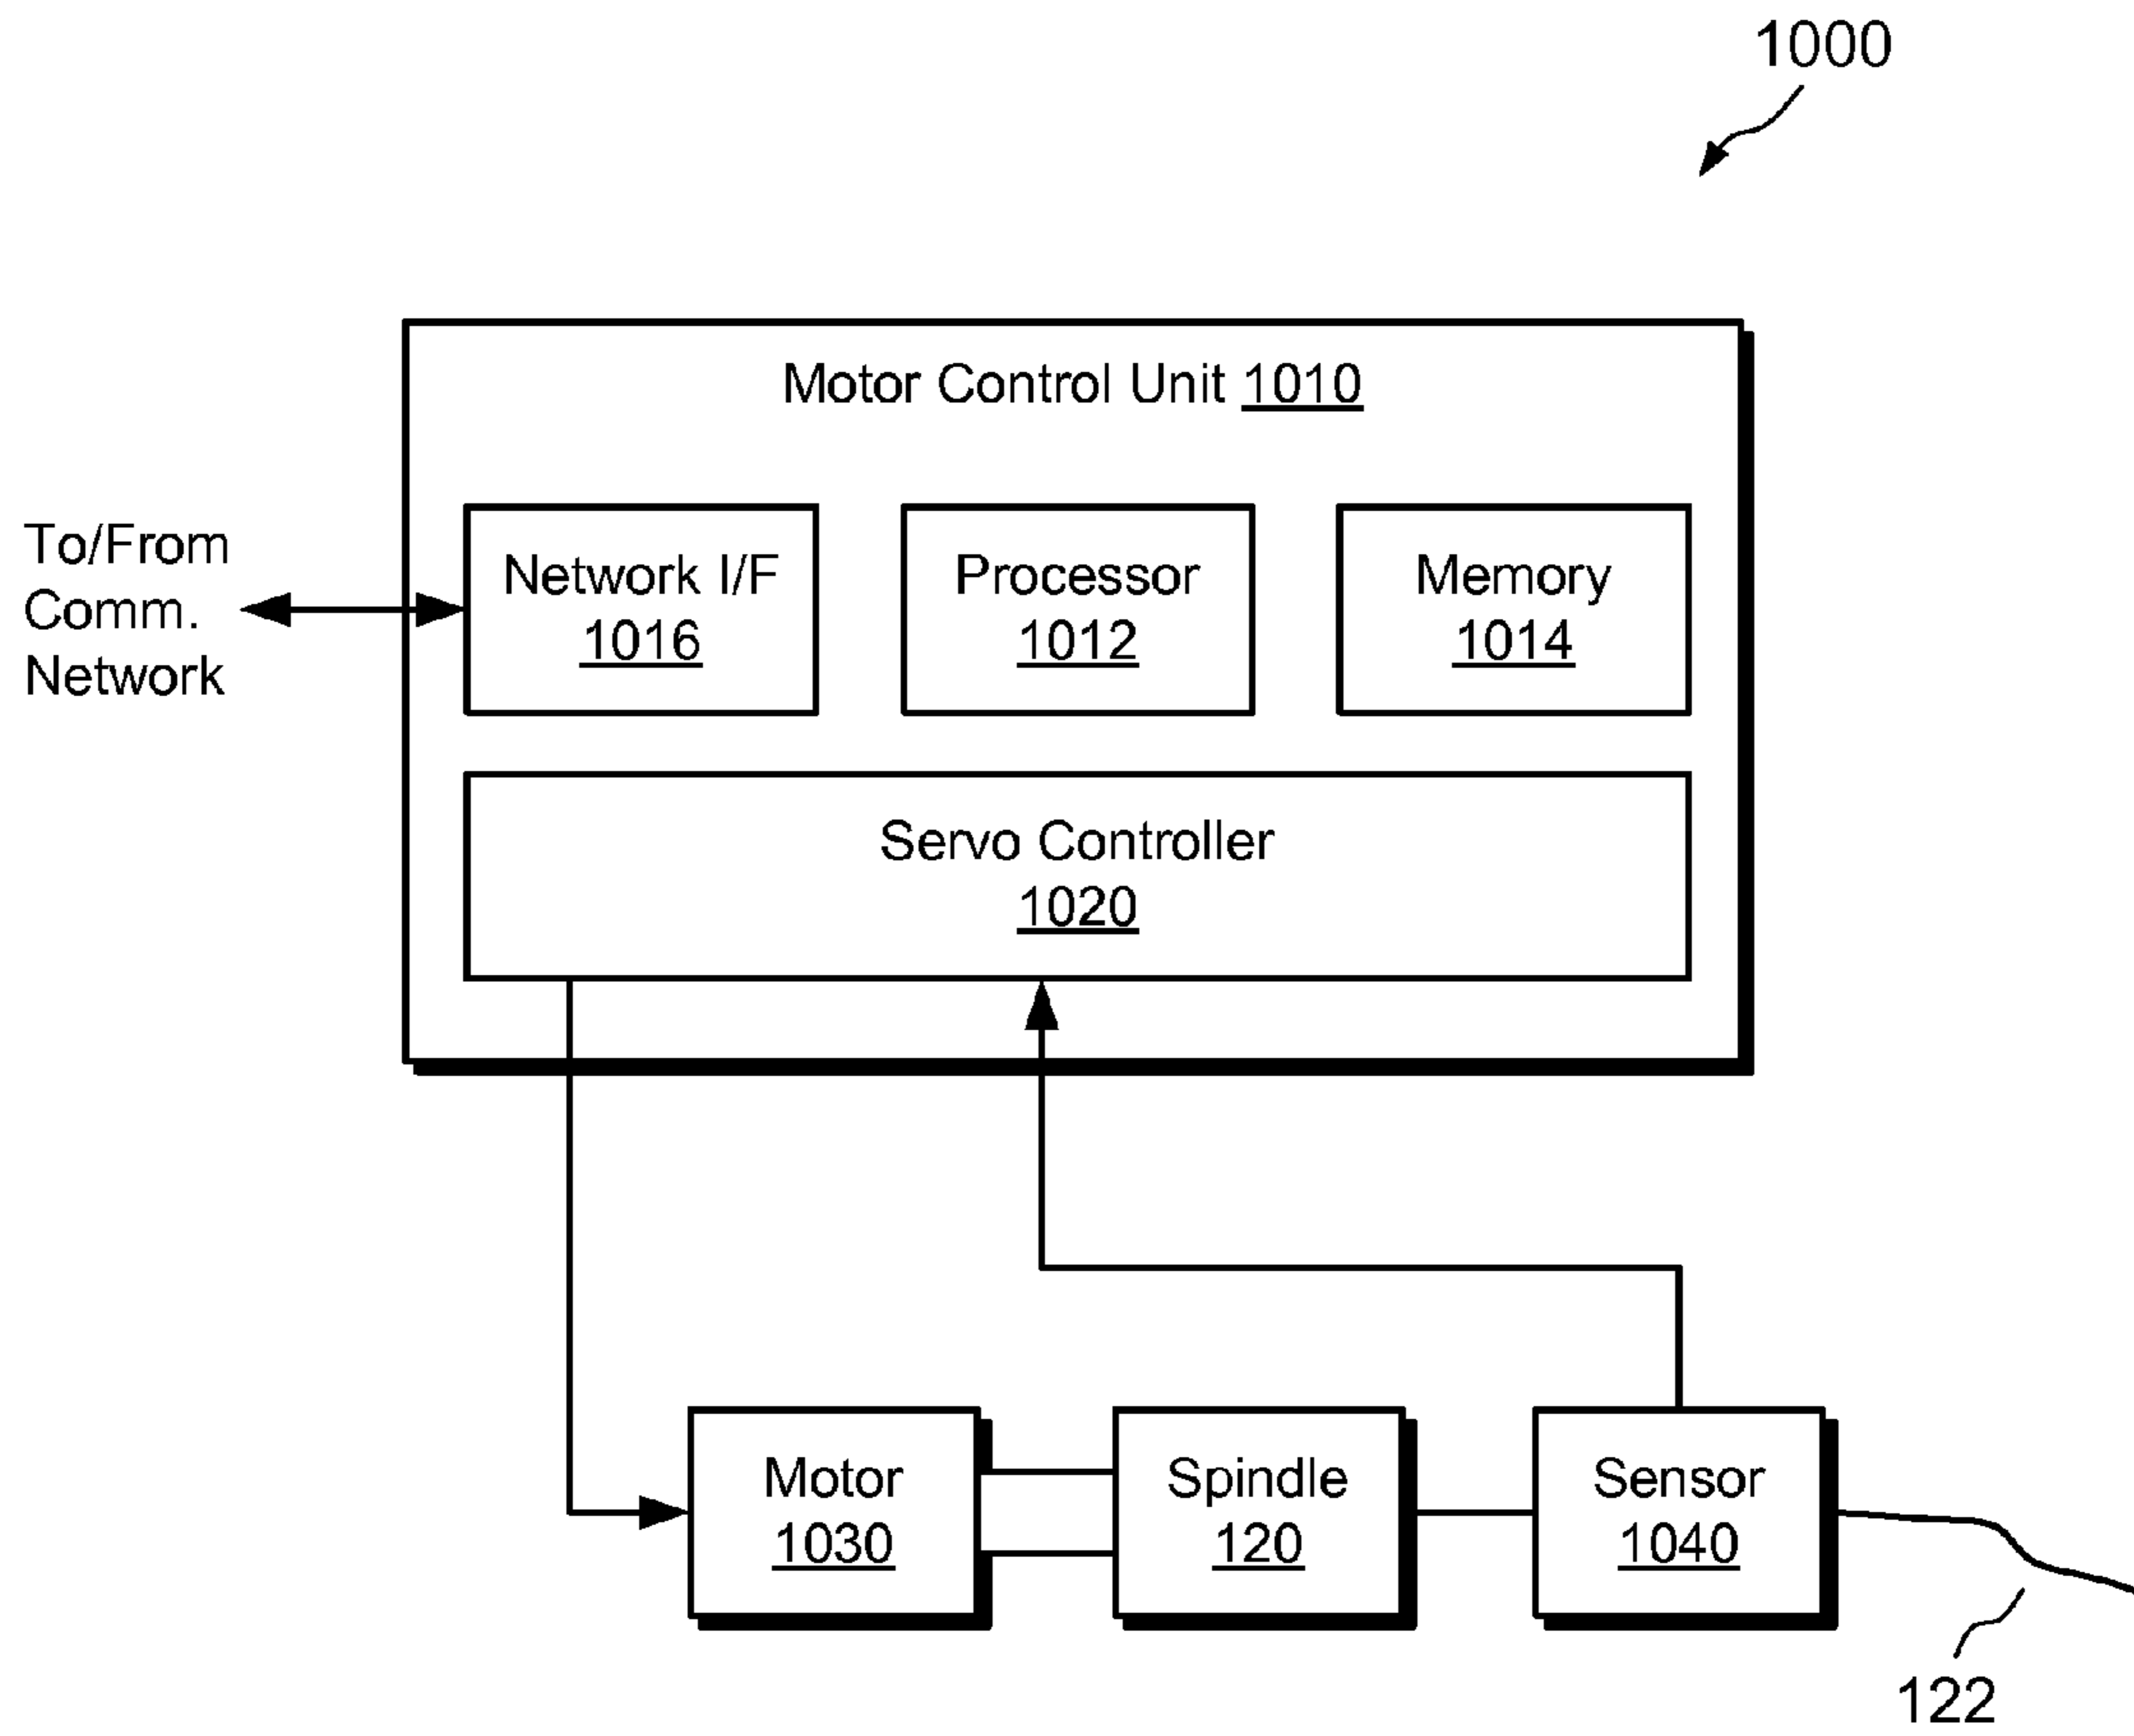 1000
Motor Control Unit 1010
To/From
Comm.
Network
Network I/F
1016
Processor
1012
Memory
1014
Servo Controller
1020
Motor
1030
Spindle
120
Sensor
1040
122